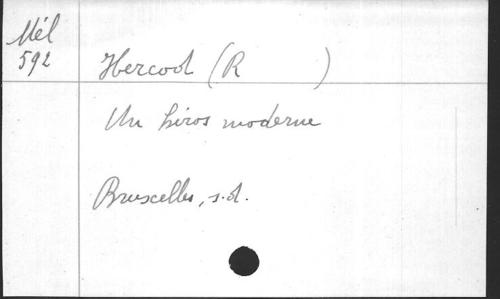 Mél
592
Hercod (R )
Un héros moderne
Bruxelles, s.d.